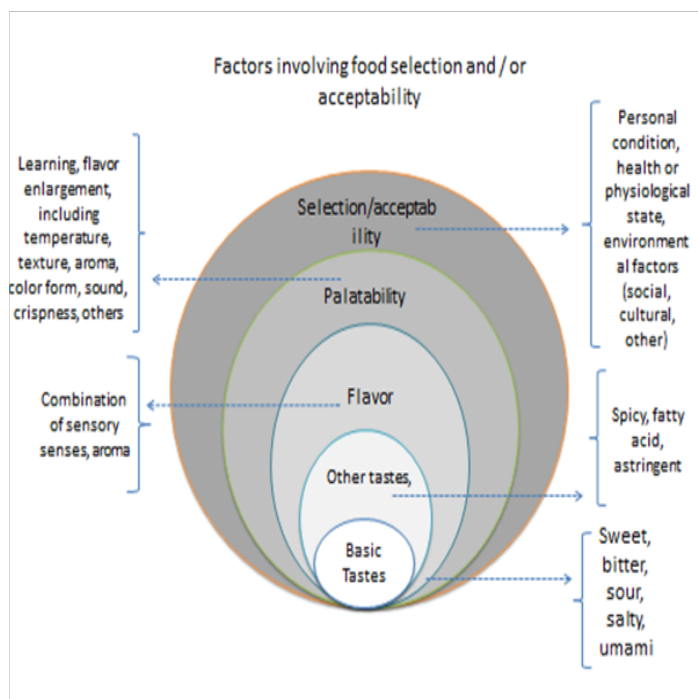 Factors involving food selection and / or
acceptability
Learning, flavor
enlargement,
including
temperature,
texture, aroma,
color form, sound,
crispness, others
Combination
of sensory
senses, aroma
Selection/acceptab
ility
Palatability
Flavor
Other tastes,
Basic
Tastes
Personal
condition,
health or
physiological
state,
environment
al factors
(social,
cultural,
other)
Spicy, fatty
acid,
astringent
Sweet,
bitter,
sour,
salty,
umami